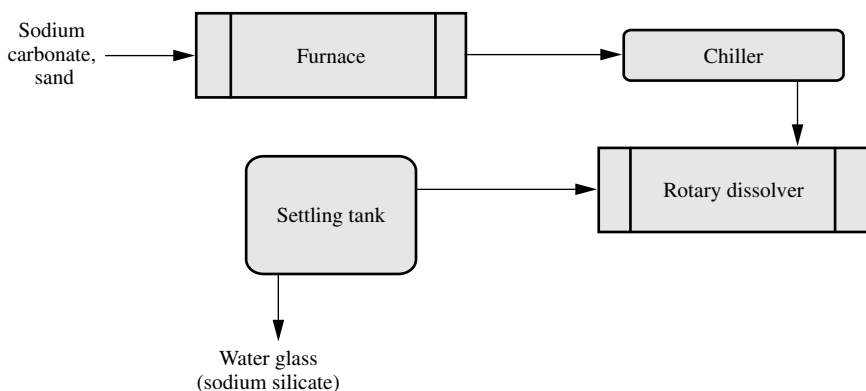 Sodium
carbonate,
sand
Furnace
Chiller
Rotary dissolver
Settling tank
Water glass
(sodium silicate)